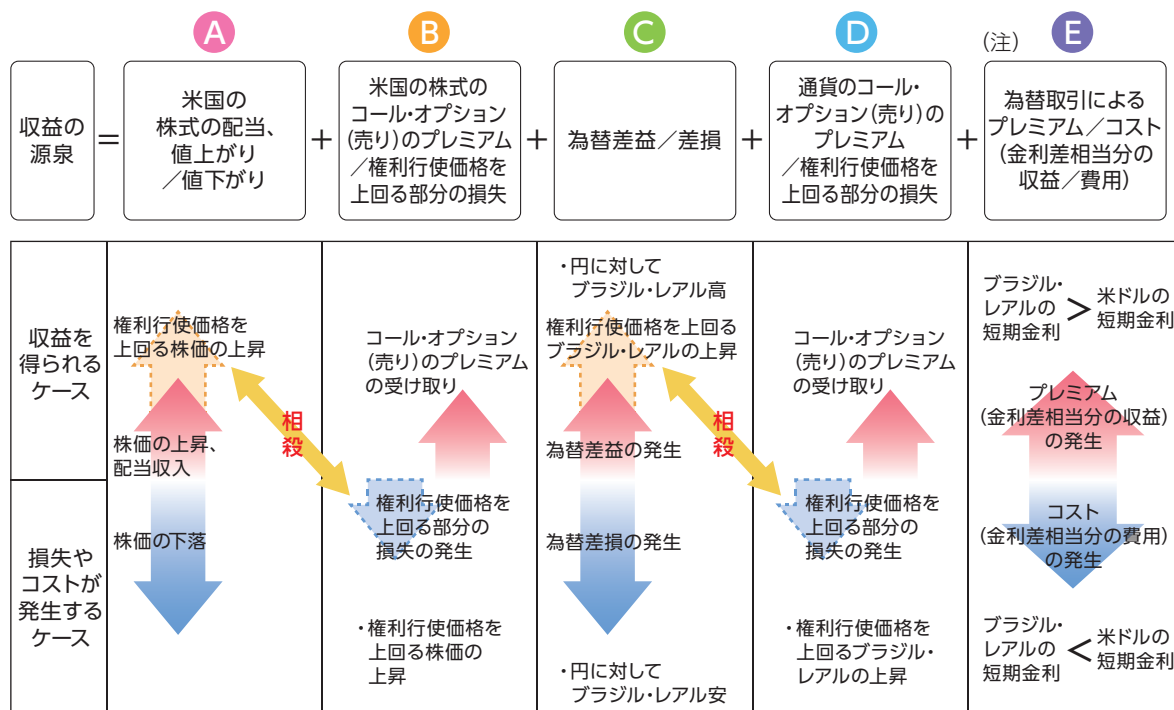 A
B
C
D
(注)
E
収益の
源泉
=
米国の
株式の配当、
値上がり
／値下がり
+
米国の株式の
コール・オプション
(売り)のプレミアム
／権利行使価格を
上回る部分の損失
+
為替差益／差損
+
通貨のコール・
オプション(売り)の
プレミアム
／権利行使価格を
上回る部分の損失
+
為替取引による
プレミアム／コスト
(金利差相当分の
収益／費用)
収益を
得られる
ケース
権利行使価格を
上回る株価の上昇
株価の上昇、
配当収入
相
殺
コール・オプション
(売り)のプレミアム
の受け取り
・円に対して
ブラジル・レアル高
権利行使価格を上回る
ブラジル・レアルの上昇
為替差益の発生
相
殺
コール・オプション
(売り)のプレミアム
の受け取り
ブラジル・
レアルの
短期金利
>
米ドルの
短期金利
プレミアム
(金利差相当分の収益)
の発生
損失や
コストが
発生する
ケース
株価の下落
権利行使価格を
上回る部分の
損失の発生
・権利行使価格を
上回る株価の
上昇
為替差損の発生
・円に対して
ブラジル・レアル安
権利行使価格を
上回る部分の
損失の発生
・権利行使価格を
上回るブラジル・
レアルの上昇
コスト
(金利差相当分の費用)
の発生
ブラジル・
レアルの
短期金利
<
米ドルの
短期金利